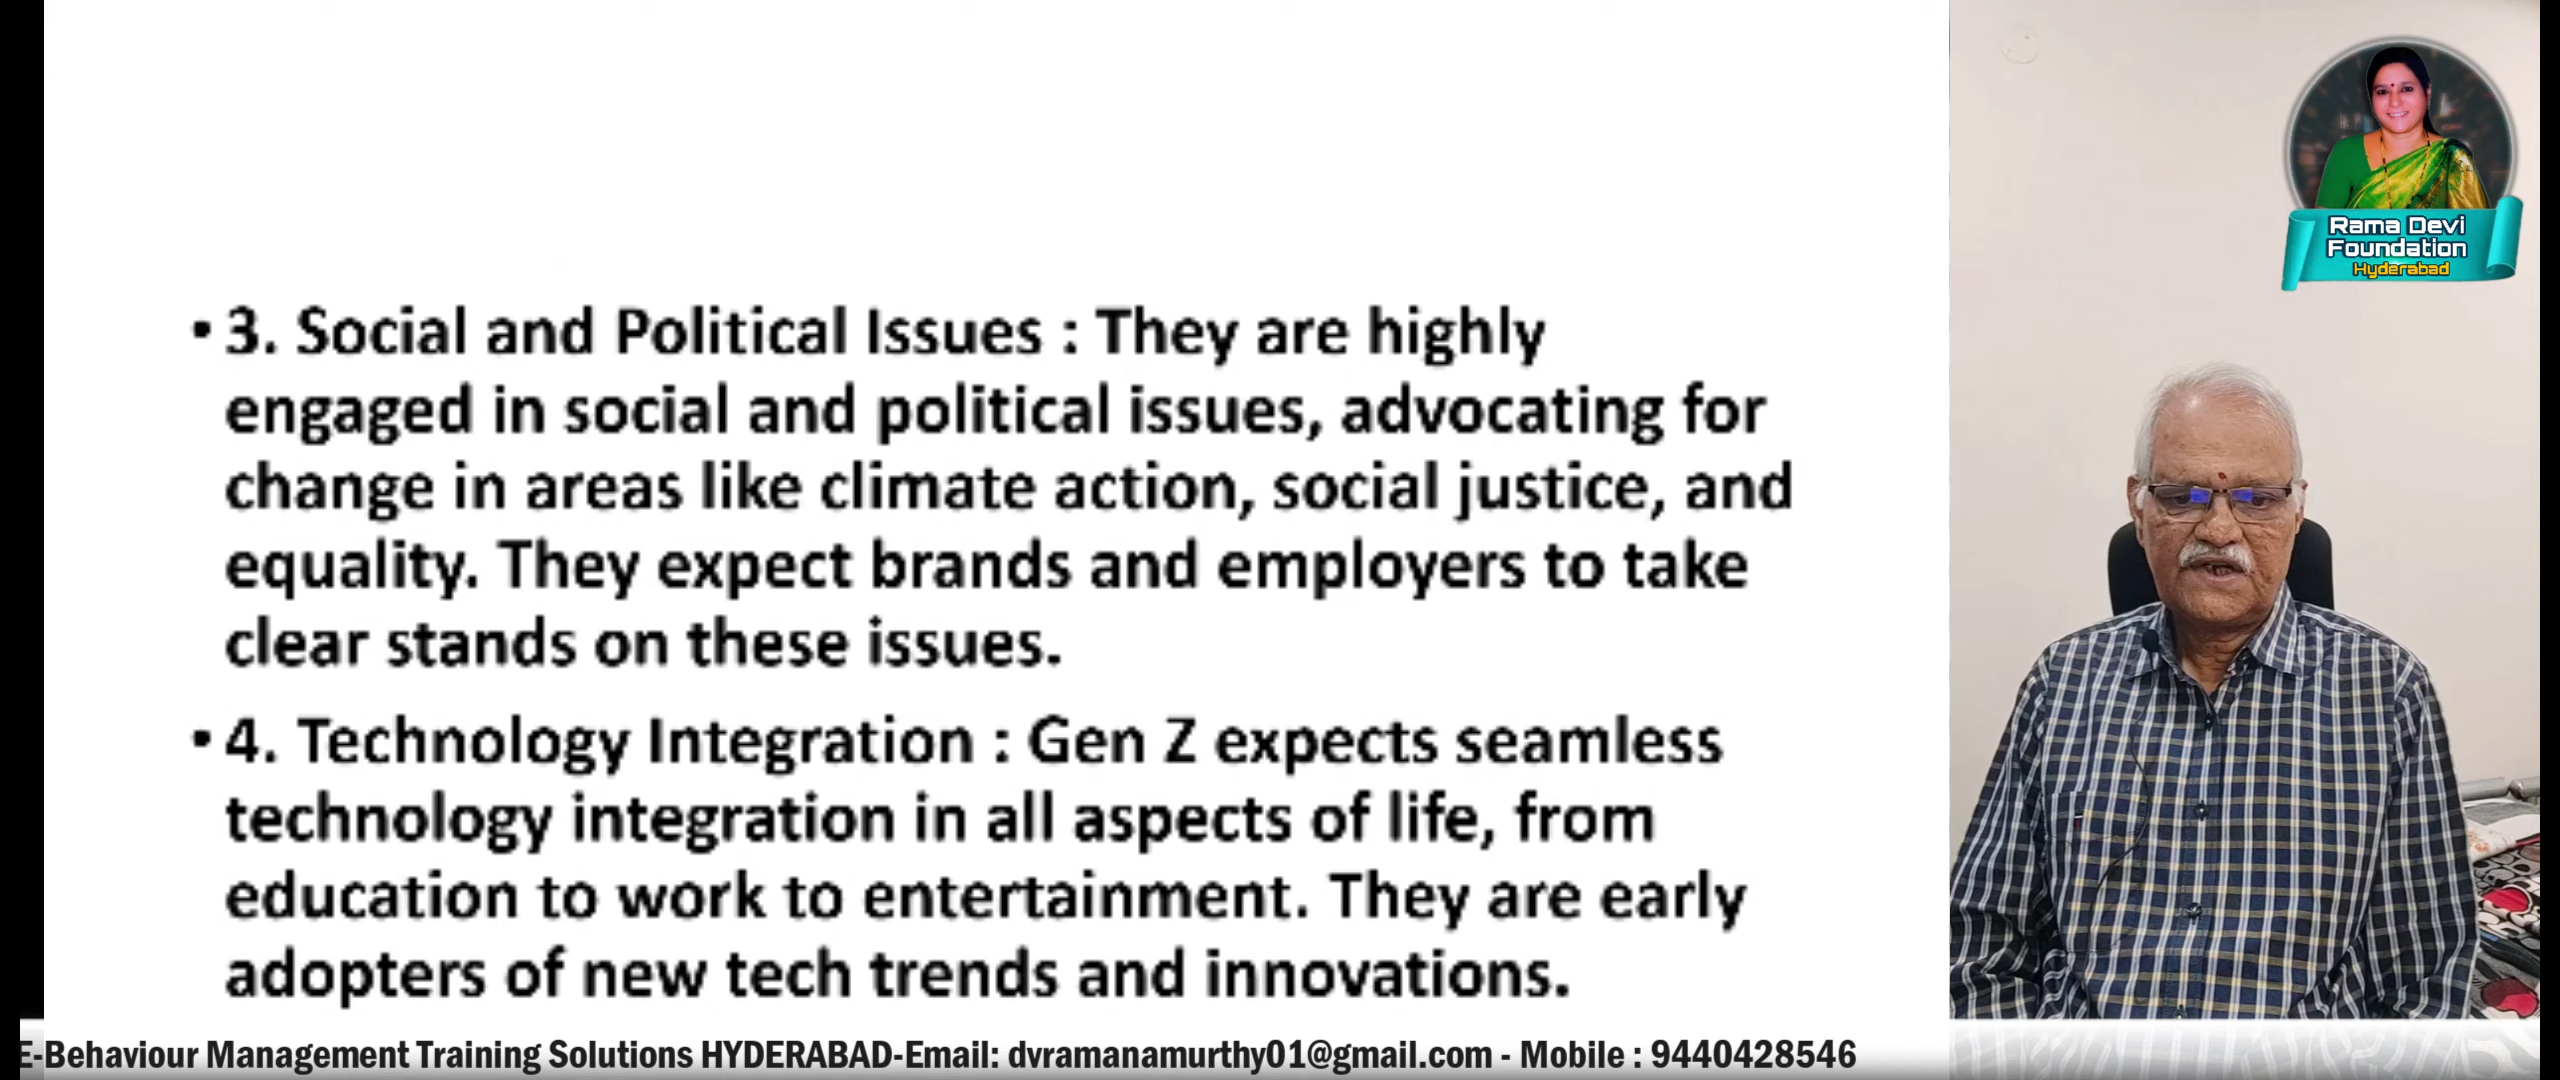 • 3. Social and Political Issues : They are highly
engaged in social and political issues, advocating for
change in areas like climate action, social justice, and
equality. They expect brands and employers to take
clear stands on these issues.
• 4. Technology Integration : Gen Z expects seamless
technology integration in all aspects of life, from
education to work to entertainment. They are early
adopters of new tech trends and innovations.
Rama Devi
Foundation
Hyderabad
E-Behaviour Management Training Solutions HYDERABAD-Email: dvramanamurthy01@gmail.com - Mobile : 9440428546